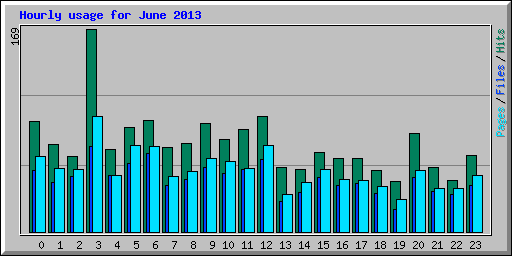 Hourly usage for June 2013
169
Pages / Files / Hits
0 1 2 3 4 5 6 7 8 9 10 11 12 13 14 15 16 17 18 19 20 21 22 23